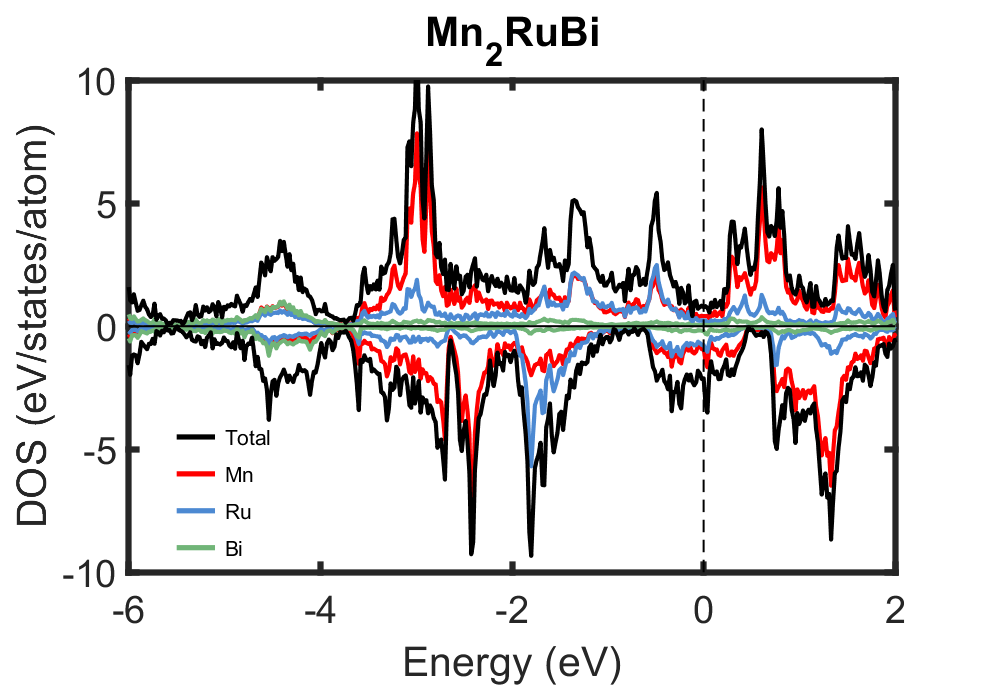 Mn₂RuBi
DOS (eV/states/atom)
10
5
0
-5
-10
Total
Mn
Ru
Bi
-6 -4 -2 0 2
Energy (eV)